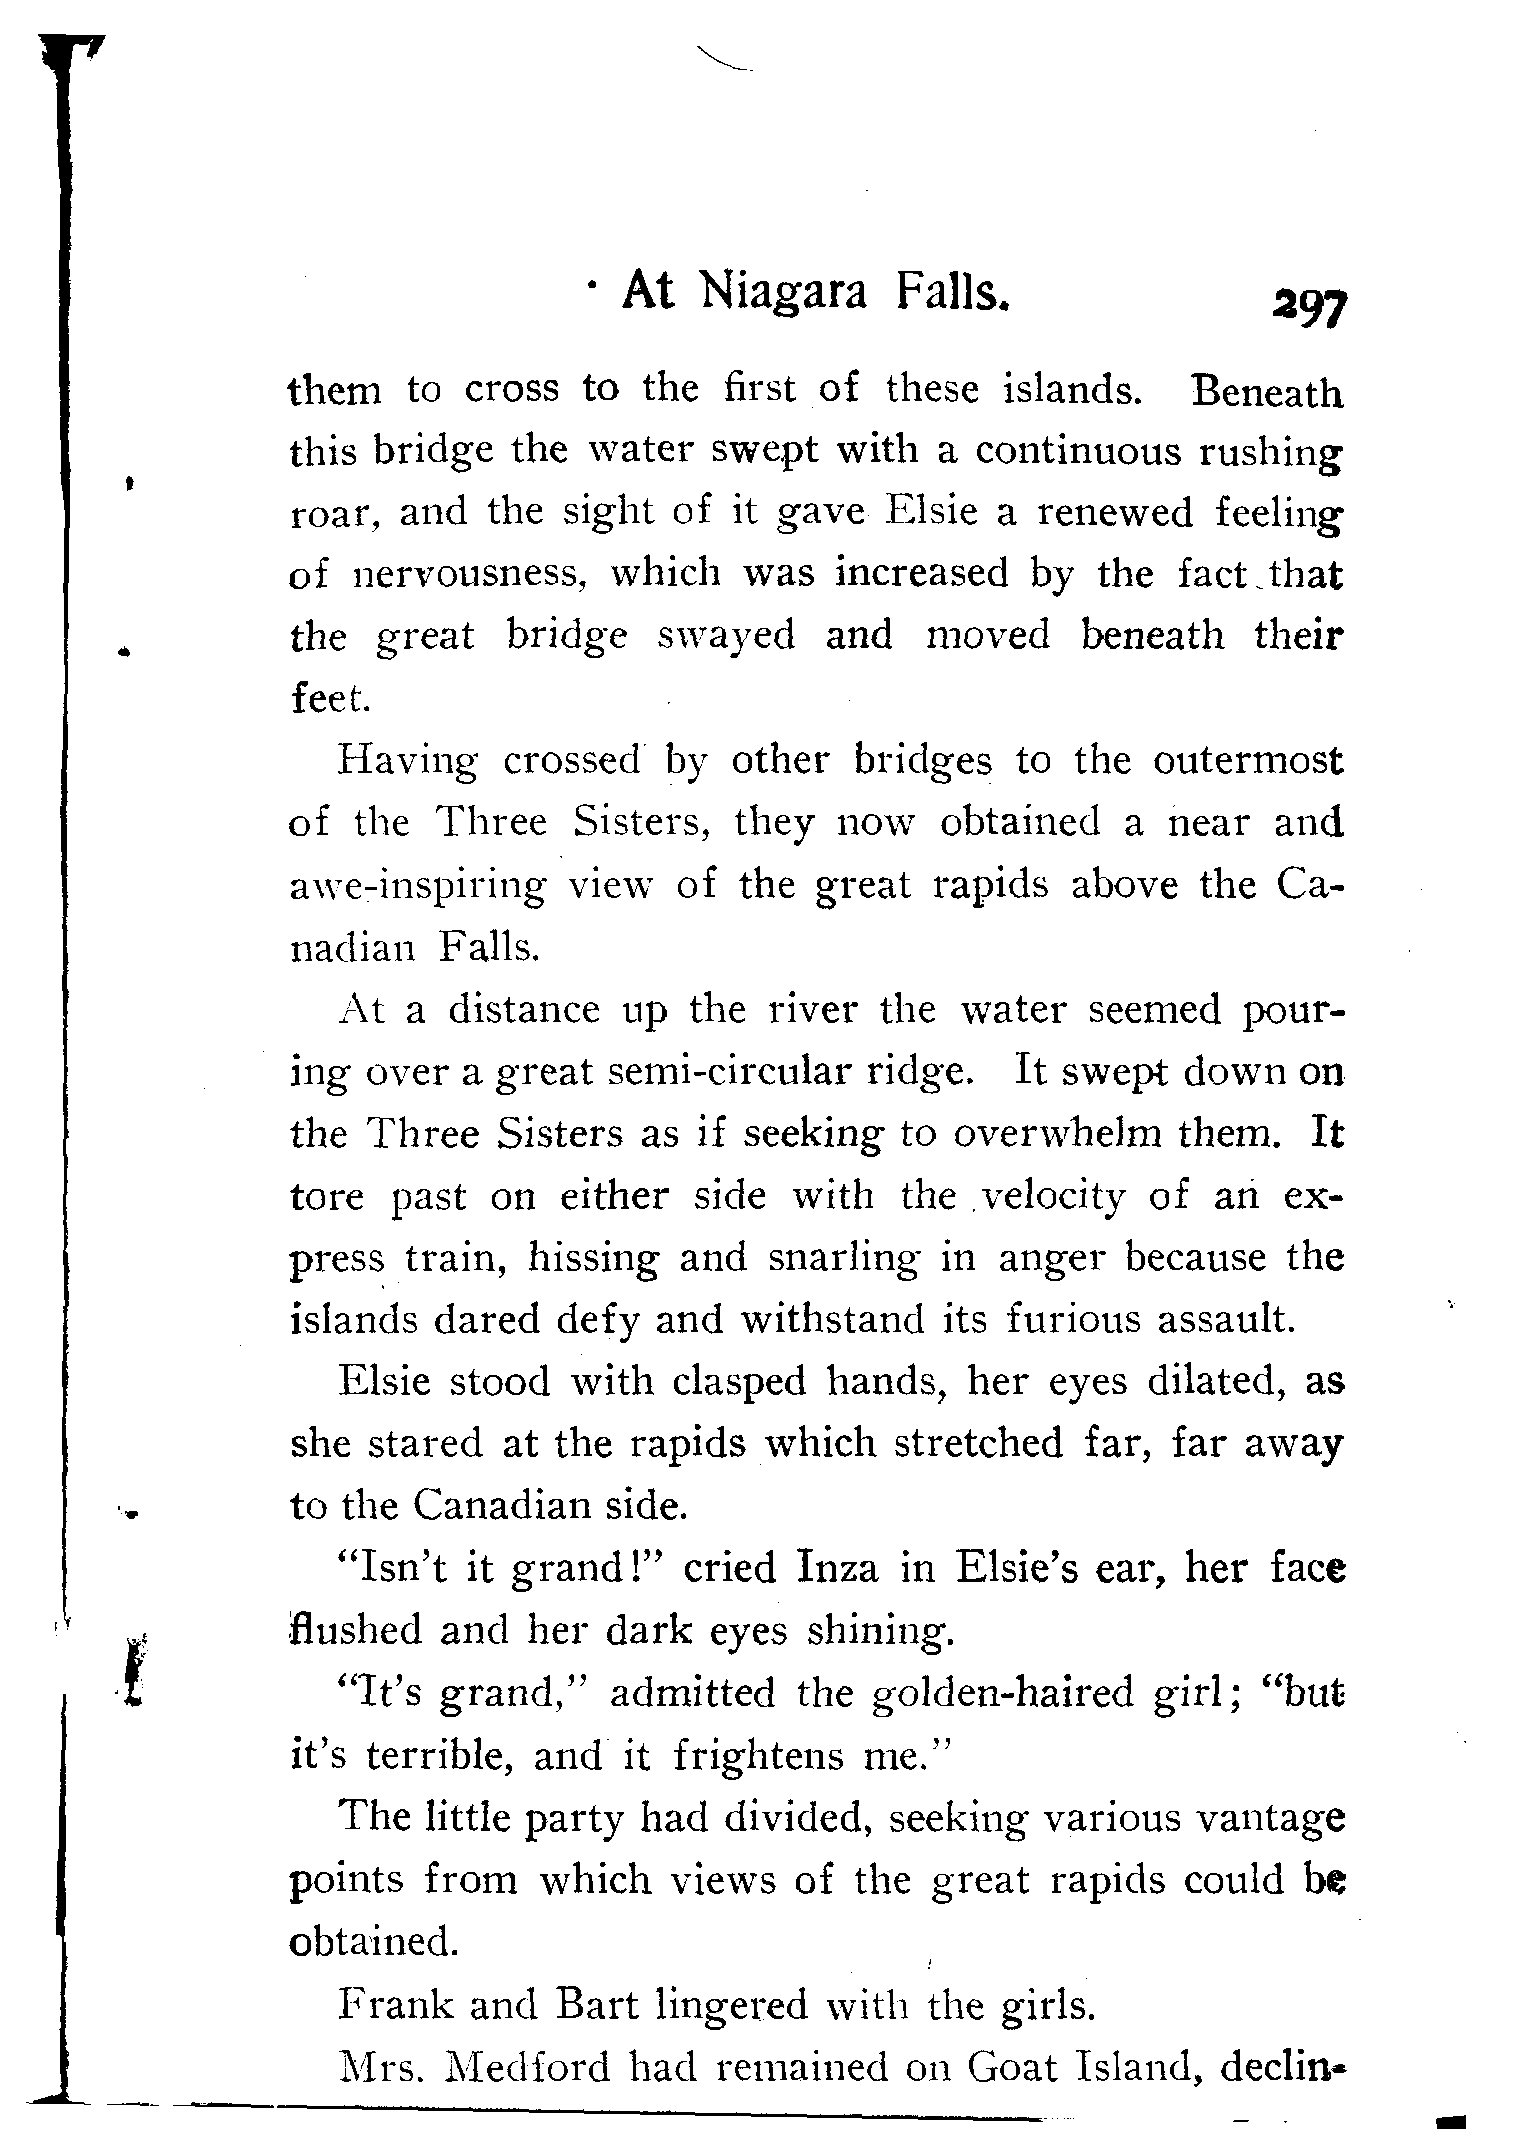 At Niagara Falls. 297
them to cross to the first of these islands. Beneath
this bridge the water swept with a continuous rushing
roar, and the sight of it gave Elsie a renewed feeling
of nervousness, which was increased by the fact that
the great bridge swayed and moved beneath their
feet.
Having crossed by other bridges to the outermost
of the Three Sisters, they now obtained a near and
awe-inspiring view of the great rapids above the Ca-
nadian Falls.
At a distance up the river the water seemed pour-
ing over a great semi-circular ridge. It swept down on
the Three Sisters as if seeking to overwhelm them. It
tore past on either side with the velocity of an ex-
press train, hissing and snarling in anger because the
islands dared defy and withstand its furious assault.
Elsie stood with clasped hands, her eyes dilated, as
she stared at the rapids which stretched far, far away
to the Canadian side.
“Isn’t it grand!” cried Inza in Elsie’s ear, her face
flushed and her dark eyes shining.
“It’s grand,” admitted the golden-haired girl; “but
it’s terrible, and it frightens me.”
The little party had divided, seeking various vantage
points from which views of the great rapids could be
obtained.
Frank and Bart lingered with the girls.
Mrs. Medford had remained on Goat Island, declin-